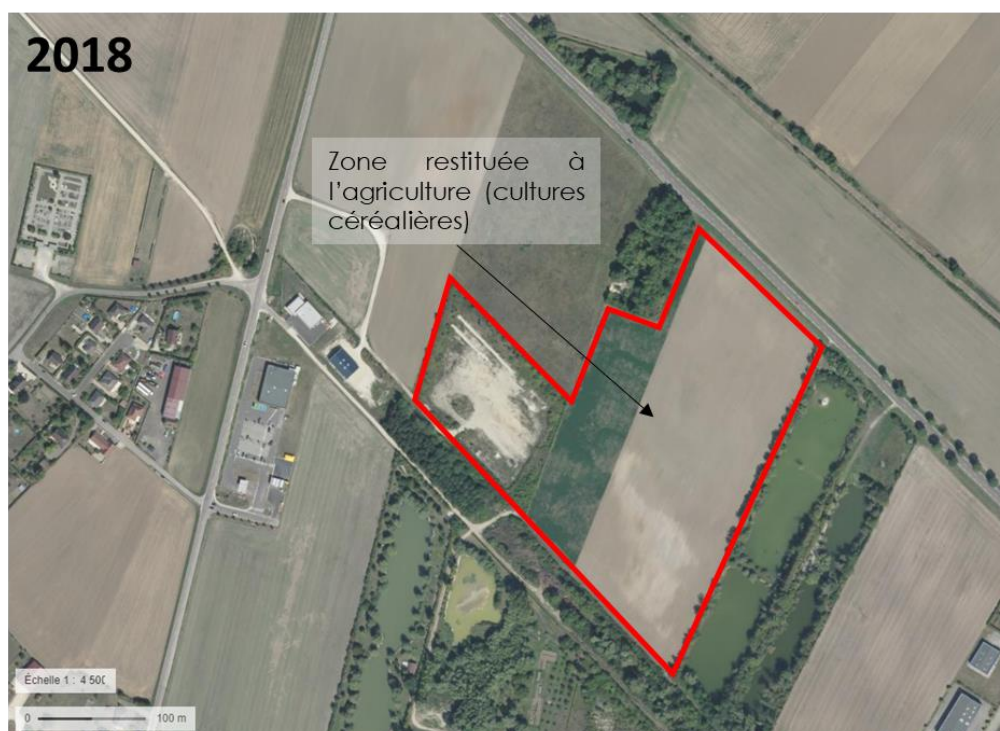 2018
Zone restituée à
l'agriculture (cultures
céréalières)
Échelle 1 : 4 500
0 100 m